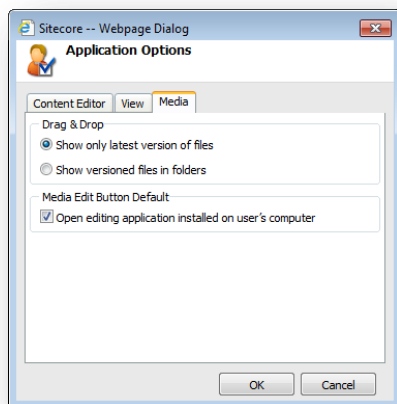 Sitecore -- Webpage Dialog
Application Options
Content Editor View Media
Drag & Drop
Show only latest version of files
Show versioned files in folders
Media Edit Button Default
Open editing application installed on user's computer
OK Cancel